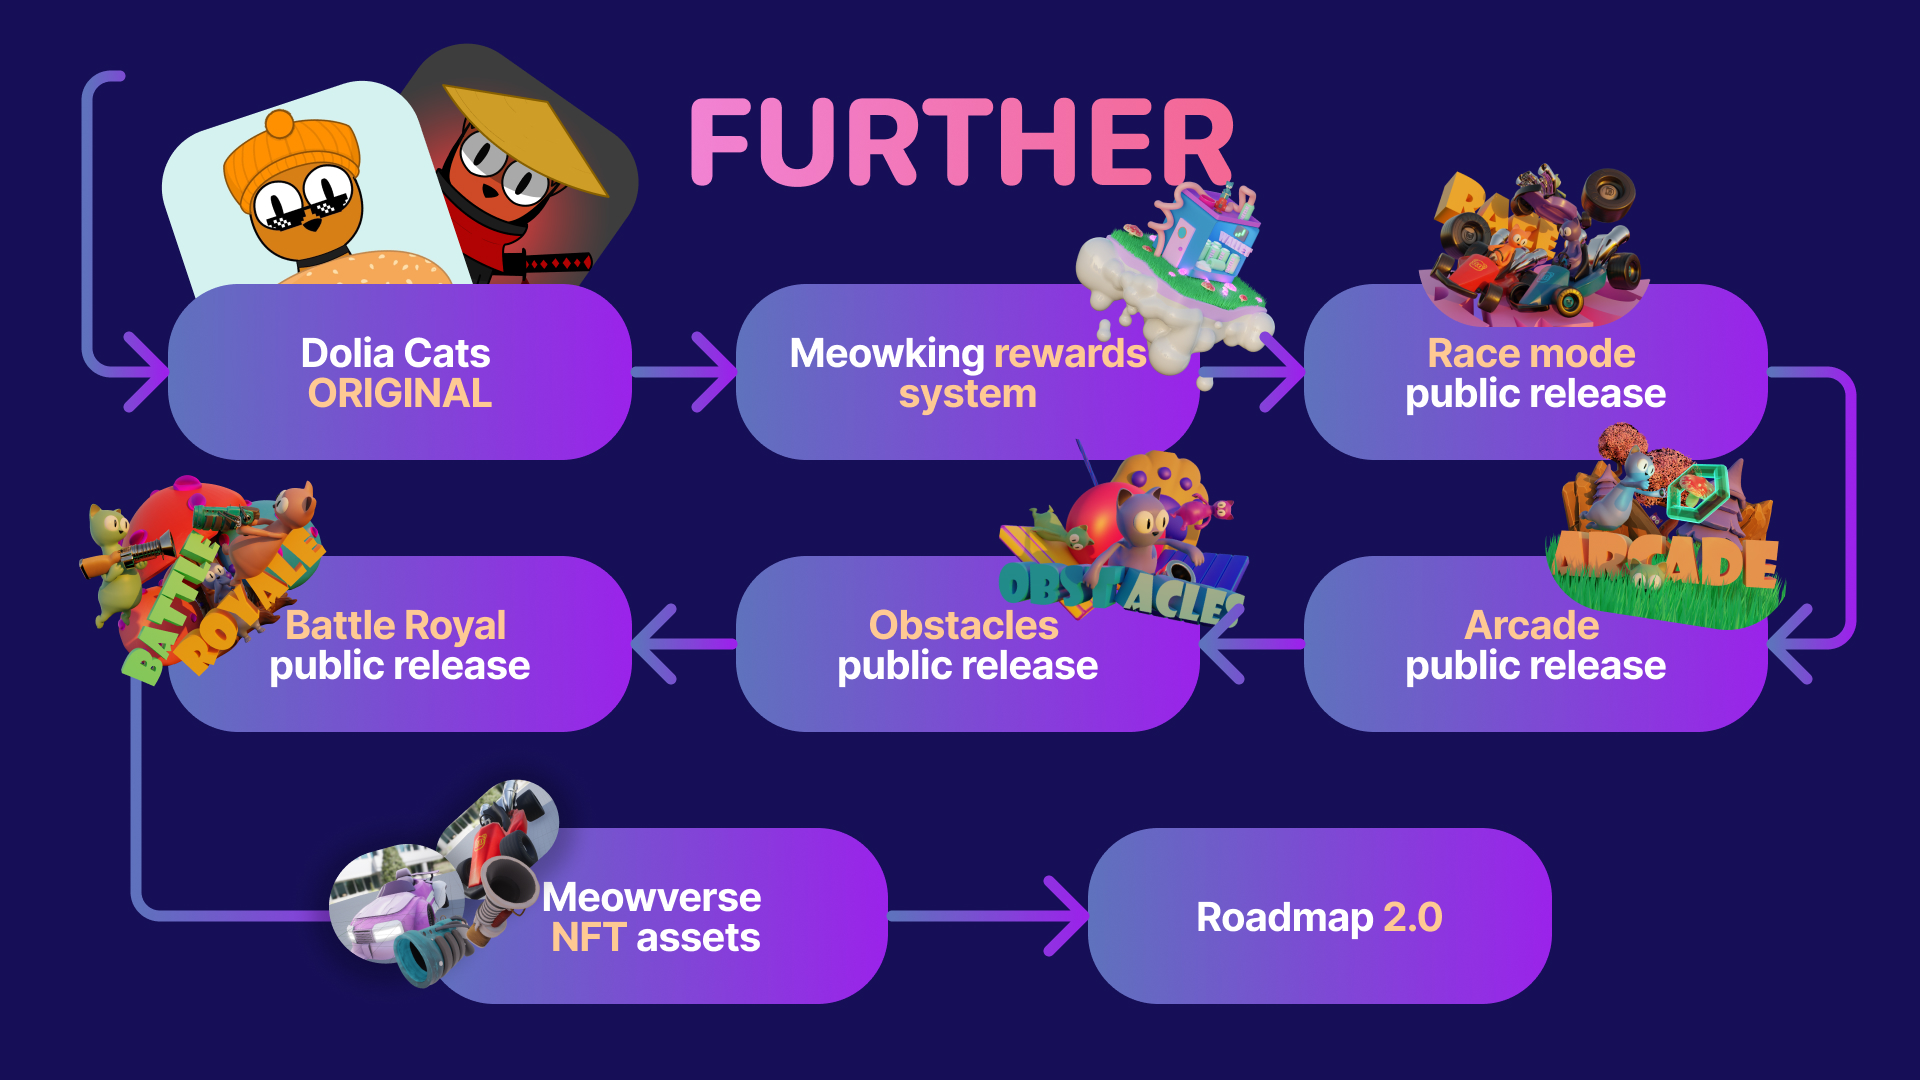 FURTHER
WALLET
RACE
Dolia Cats
ORIGINAL
Meowking rewards
system
Race mode
public release
BATTLE
ROYALE
Battle Royal
public release
OBSTACLES
Obstacles
public release
ARCADE
Arcade
public release
Meowverse
NFT assets
Roadmap 2.0